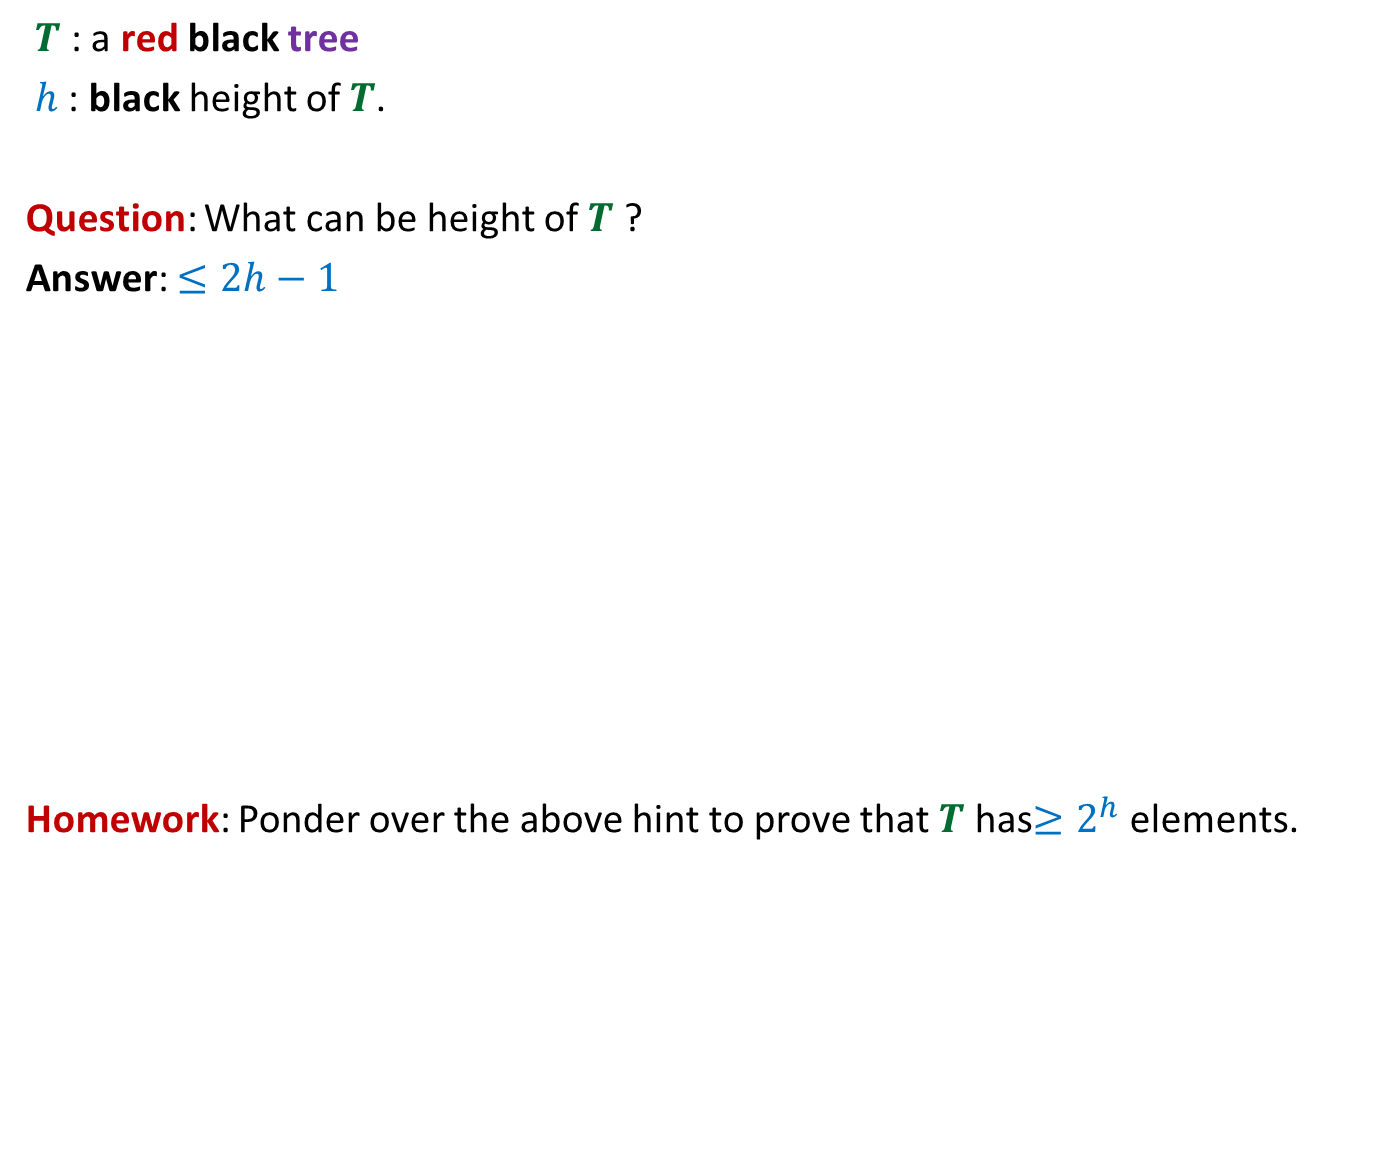 T : a red black tree
h : black height of T.
Question: What can be height of T ?
Answer: ≤ 2h − 1
Homework: Ponder over the above hint to prove that T has≥ 2^h elements.